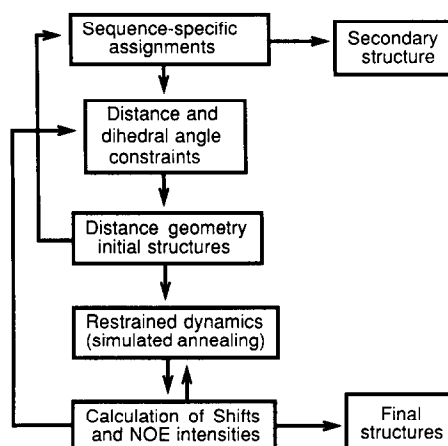 Sequence-specific
assignments
Secondary
structure
Distance and
dihedral angle
constraints
Distance geometry
initial structures
Restrained dynamics
(simulated annealing)
Calculation of Shifts
and NOE intensities
Final
structures